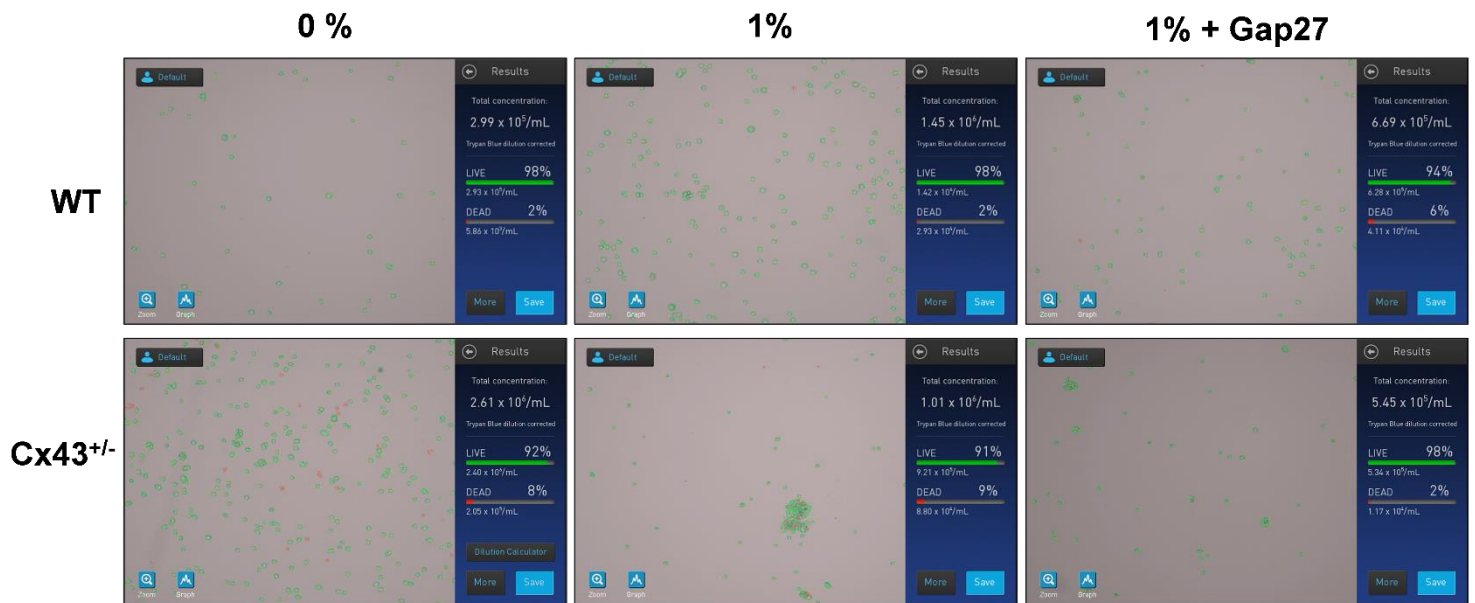 0 %
1%
1% + Gap27
WT
Default
Results
Total concentration:
2.99 x 10⁵/mL
Trypan Blue dilution corrected
LIVE 98%
2.93 x 10⁵/mL
DEAD 2%
5.86 x 10³/mL
Zoom
Graph
More
Save
Default
Results
Total concentration:
1.45 x 10⁶/mL
Trypan Blue dilution corrected
LIVE 98%
1.42 x 10⁶/mL
DEAD 2%
2.93 x 10⁴/mL
Zoom
Graph
More
Save
Default
Results
Total concentration:
6.69 x 10⁵/mL
Trypan Blue dilution corrected
LIVE 94%
6.28 x 10⁵/mL
DEAD 6%
4.11 x 10⁴/mL
Zoom
Graph
More
Save
Cx43⁺/⁻
Default
Results
Total concentration:
2.61 x 10⁶/mL
Trypan Blue dilution corrected
LIVE 92%
2.40 x 10⁶/mL
DEAD 8%
2.05 x 10⁵/mL
Dilution Calculator
Zoom
Graph
More
Save
Default
Results
Total concentration:
1.01 x 10⁶/mL
Trypan Blue dilution corrected
LIVE 91%
9.21 x 10⁵/mL
DEAD 9%
8.80 x 10⁴/mL
Zoom
Graph
More
Save
Default
Results
Total concentration:
5.45 x 10⁵/mL
Trypan Blue dilution corrected
LIVE 98%
5.34 x 10⁵/mL
DEAD 2%
1.17 x 10⁴/mL
Zoom
Graph
More
Save